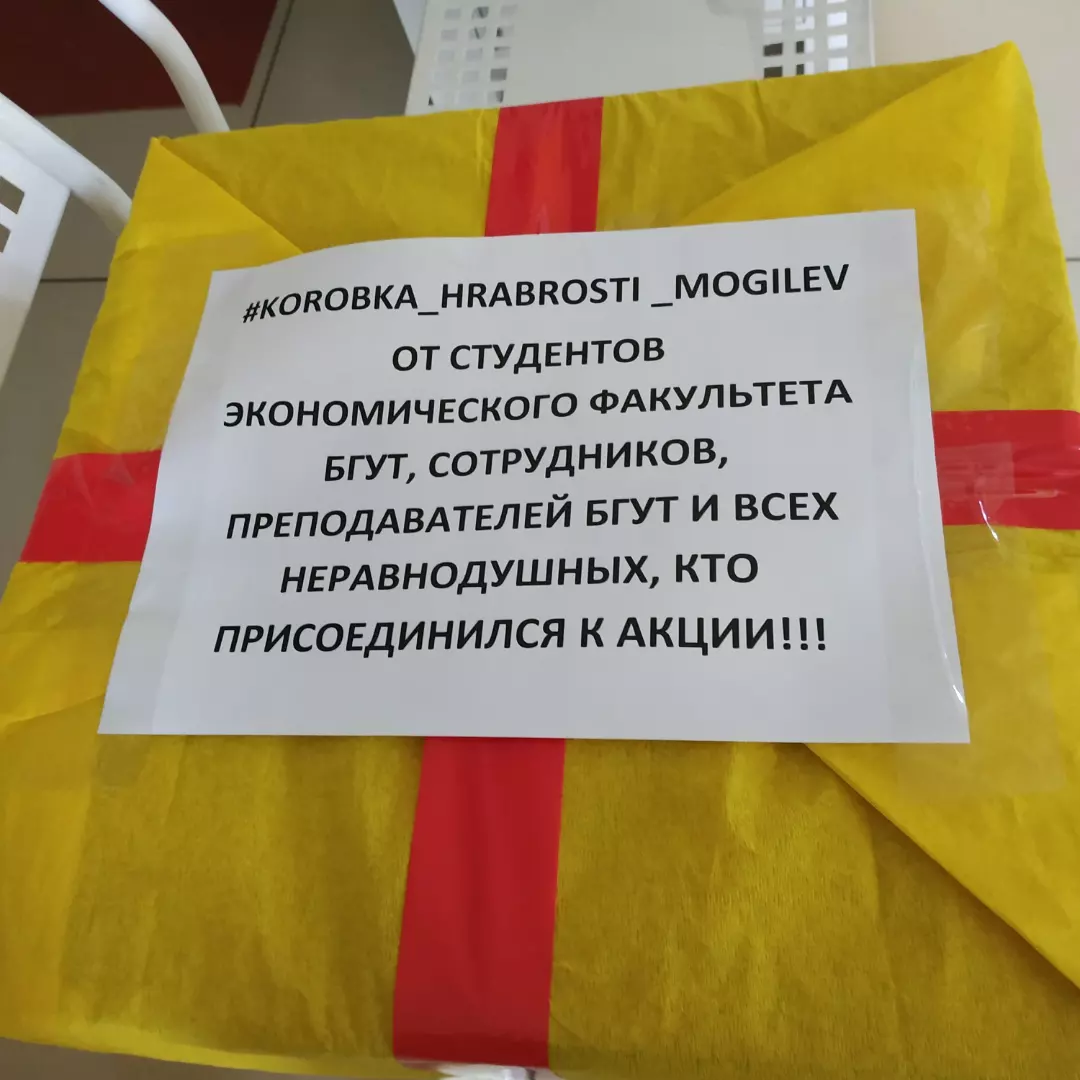 #KOROBKA_HRABROSTI _MOGILEV
ОТ СТУДЕНТОВ
ЭКОНОМИЧЕСКОГО ФАКУЛЬТЕТА
БГУТ, СОТРУДНИКОВ,
ПРЕПОДАВАТЕЛЕЙ БГУТ И ВСЕХ
НЕРАВНОДУШНЫХ, КТО
ПРИСОЕДИНИЛСЯ К АКЦИИ!!!